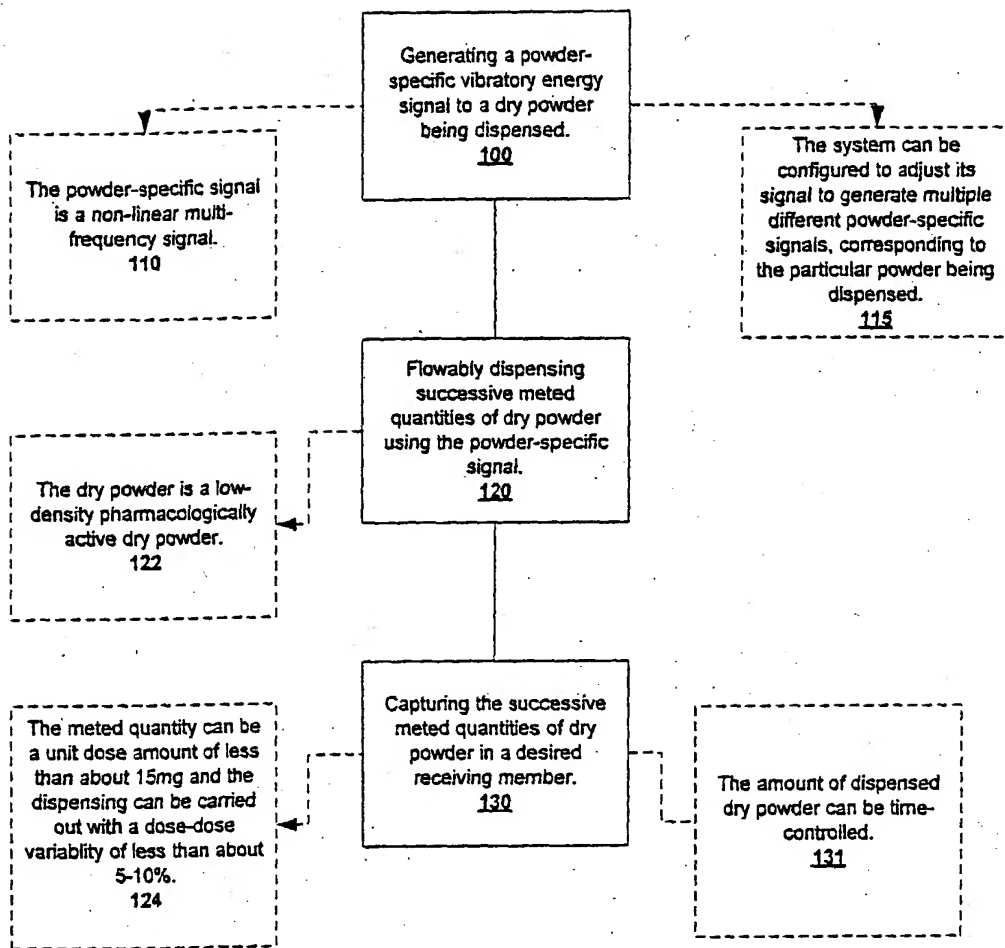 Generating a powder-
specific vibratory energy
signal to a dry powder
being dispensed.
100
The powder-specific signal
is a non-linear multi-
frequency signal.
110
The system can be
configured to adjust its
signal to generate multiple
different powder-specific
signals, corresponding to
the particular powder being
dispensed.
115
Flowably dispensing
successive meted
quantities of dry powder
using the powder-specific
signal.
120
The dry powder is a low-
density pharmacologically
active dry powder.
122
Capturing the successive
meted quantities of dry
powder in a desired
receiving member.
130
The meted quantity can be
a unit dose amount of less
than about 15mg and the
dispensing can be carried
out with a dose-dose
variablity of less than about
5-10%.
124
The amount of dispensed
dry powder can be time-
controlled.
131